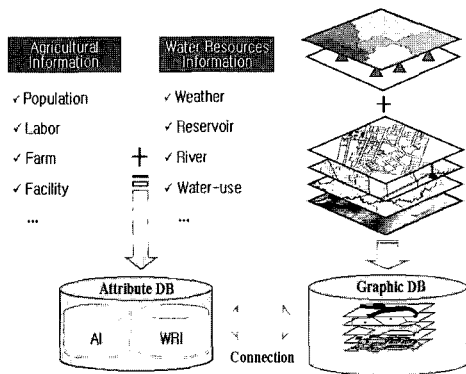 Agricultural
Information
✓ Population
✓ Labor
✓ Farm
✓ Facility
...
+
Water Resources
Information
✓ Weather
✓ Reservoir
✓ River
✓ Water-use
...
+
Attribute DB
AI
WRI
Connection
Graphic DB